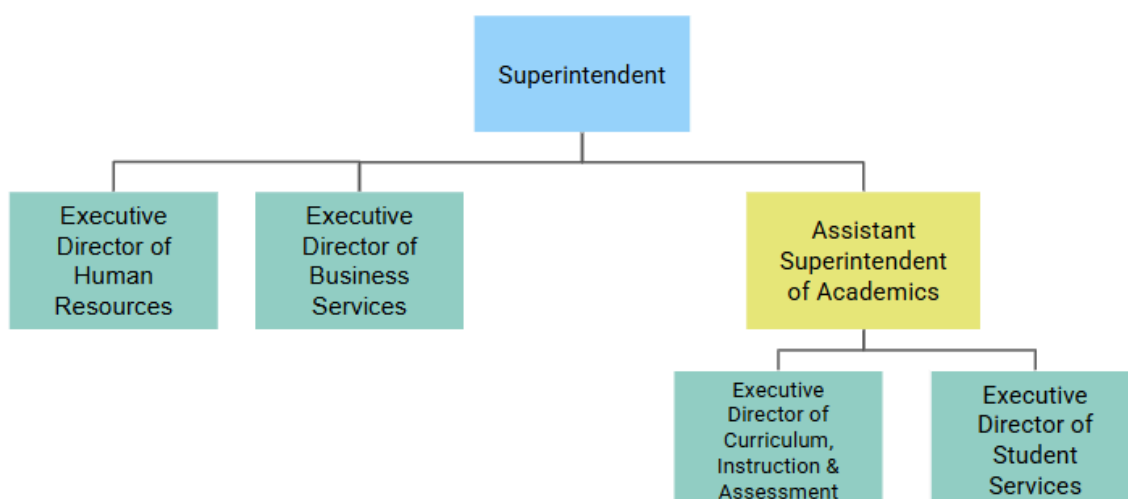 Superintendent
Executive
Director of
Human
Resources
Executive
Director of
Business
Services
Assistant
Superintendent
of Academics
Executive
Director of
Curriculum,
Instruction &
Assessment
Executive
Director of
Student
Services